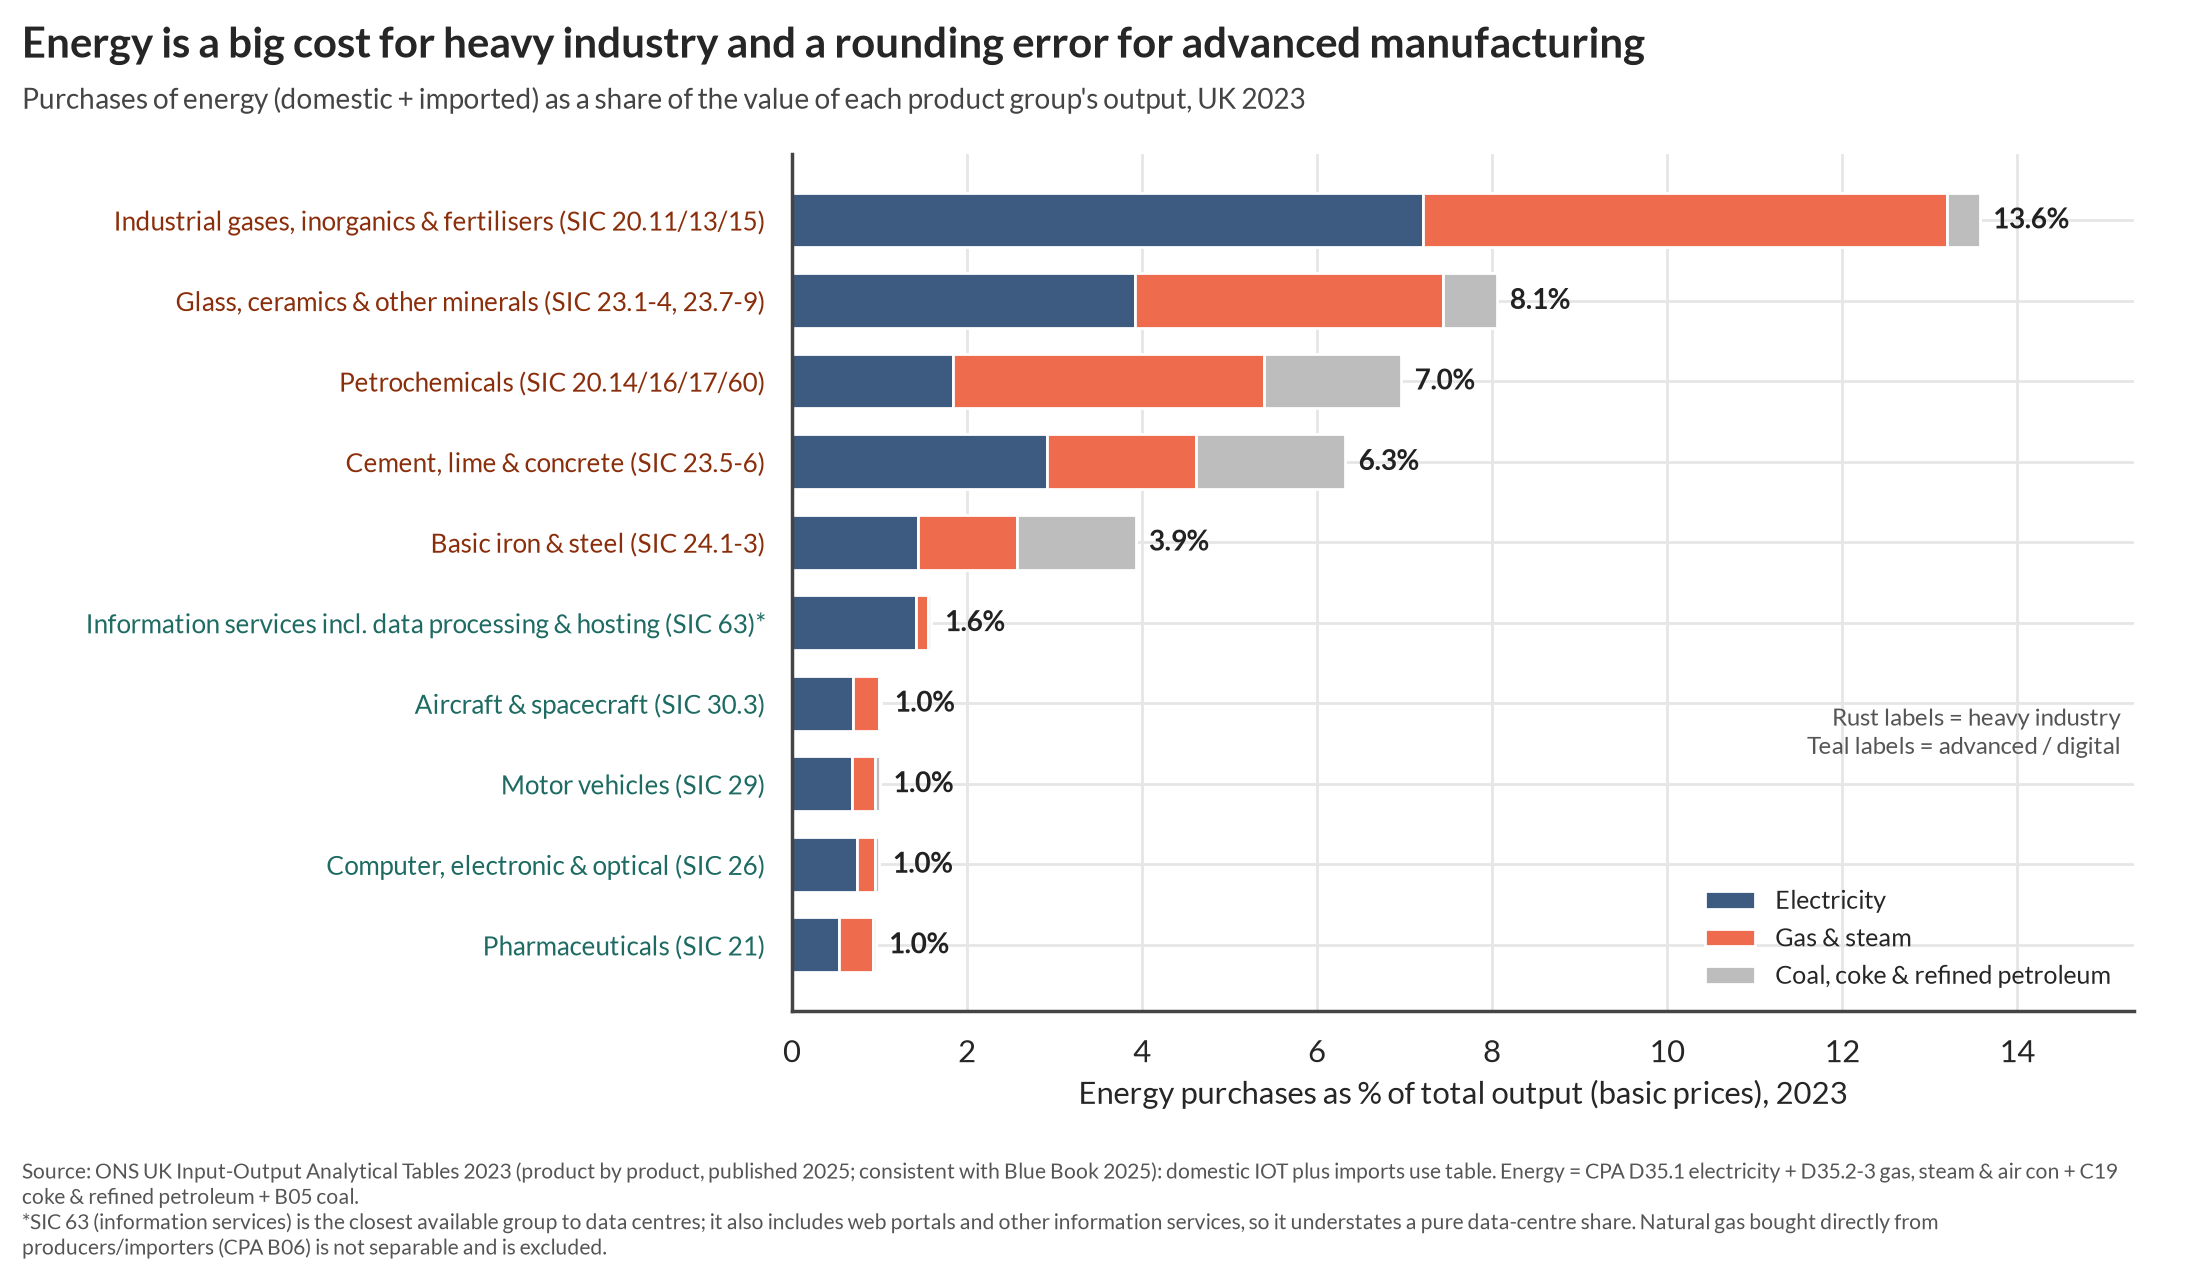 Energy is a big cost for heavy industry and a rounding error for advanced manufacturing
Purchases of energy (domestic + imported) as a share of the value of each product group's output, UK 2023
Industrial gases, inorganics & fertilisers (SIC 20.11/13/15)
13.6%
Glass, ceramics & other minerals (SIC 23.1-4, 23.7-9)
8.1%
Petrochemicals (SIC 20.14/16/17/60)
7.0%
Cement, lime & concrete (SIC 23.5-6)
6.3%
Basic iron & steel (SIC 24.1-3)
3.9%
Information services incl. data processing & hosting (SIC 63)*
1.6%
Aircraft & spacecraft (SIC 30.3)
1.0%
Rust labels = heavy industry
Teal labels = advanced / digital
Motor vehicles (SIC 29)
1.0%
Computer, electronic & optical (SIC 26)
1.0%
Pharmaceuticals (SIC 21)
1.0%
Electricity
Gas & steam
Coal, coke & refined petroleum
0 2 4 6 8 10 12 14
Energy purchases as % of total output (basic prices), 2023
Source: ONS UK Input-Output Analytical Tables 2023 (product by product, published 2025; consistent with Blue Book 2025): domestic IOT plus imports use table. Energy = CPA D35.1 electricity + D35.2-3 gas, steam & air con + C19
coke & refined petroleum + B05 coal.
*SIC 63 (information services) is the closest available group to data centres; it also includes web portals and other information services, so it understates a pure data-centre share. Natural gas bought directly from
producers/importers (CPA B06) is not separable and is excluded.